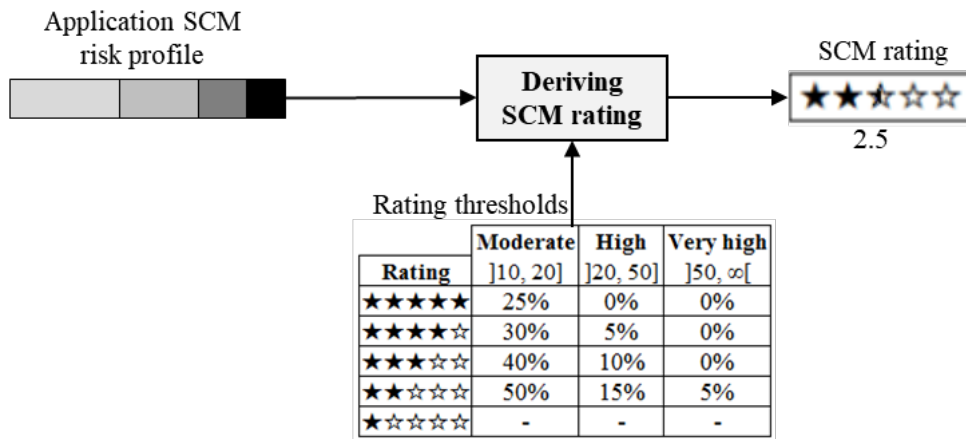 Application SCM
risk profile
Deriving
SCM rating
SCM rating
★★⯪☆☆
2.5
Rating thresholds
Moderate High Very high
Rating ]10, 20] ]20, 50] ]50, ∞[
★★★★★ 25% 0% 0%
★★★★☆ 30% 5% 0%
★★★☆☆ 40% 10% 0%
★★☆☆☆ 50% 15% 5%
★☆☆☆☆ - - -